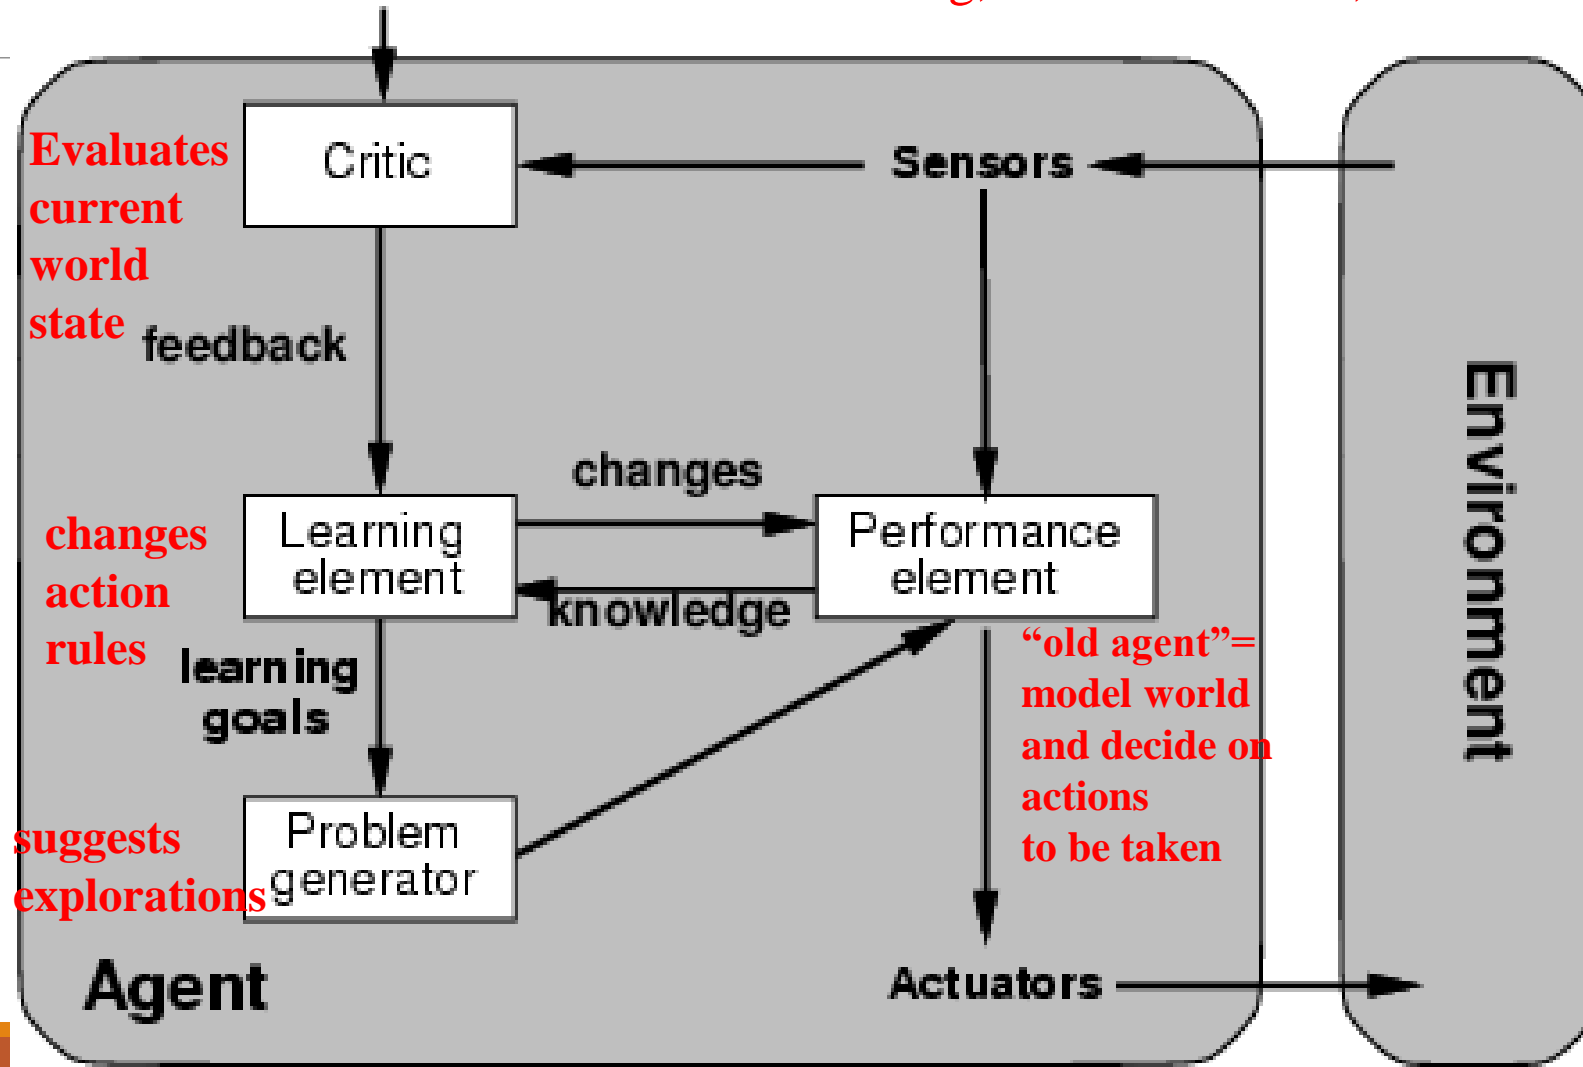 Evaluates
current
world
state
Critic
Sensors
feedback
changes
Learning
element
Performance
element
knowledge
changes
action
rules
learning
goals
“old agent”=
model world
and decide on
actions
to be taken
suggests
explorations
Problem
generator
Agent
Actuators
Environment